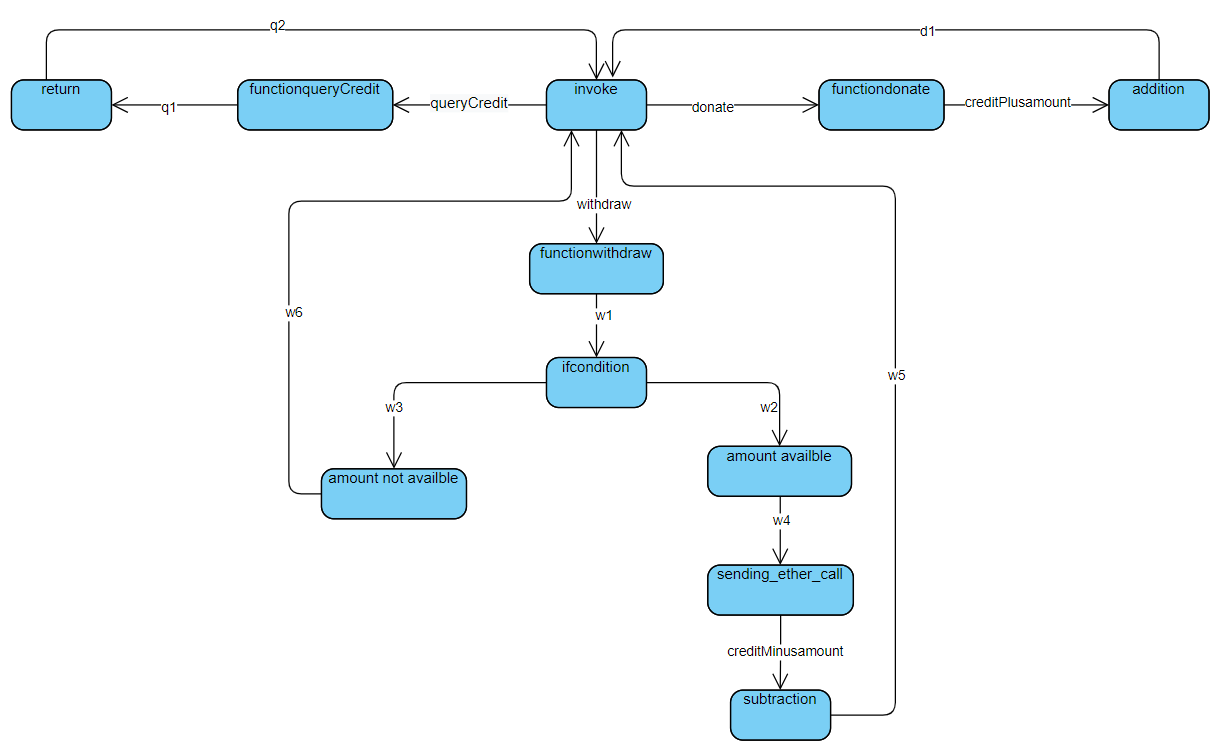 q2
d1
return
functionqueryCredit
invoke
functiondonate
addition
q1
queryCredit
donate
creditPlusamount
withdraw
functionwithdraw
w6
w1
ifcondition
w5
w3
w2
amount availble
amount not availble
w4
sending_ether_call
creditMinusamount
subtraction